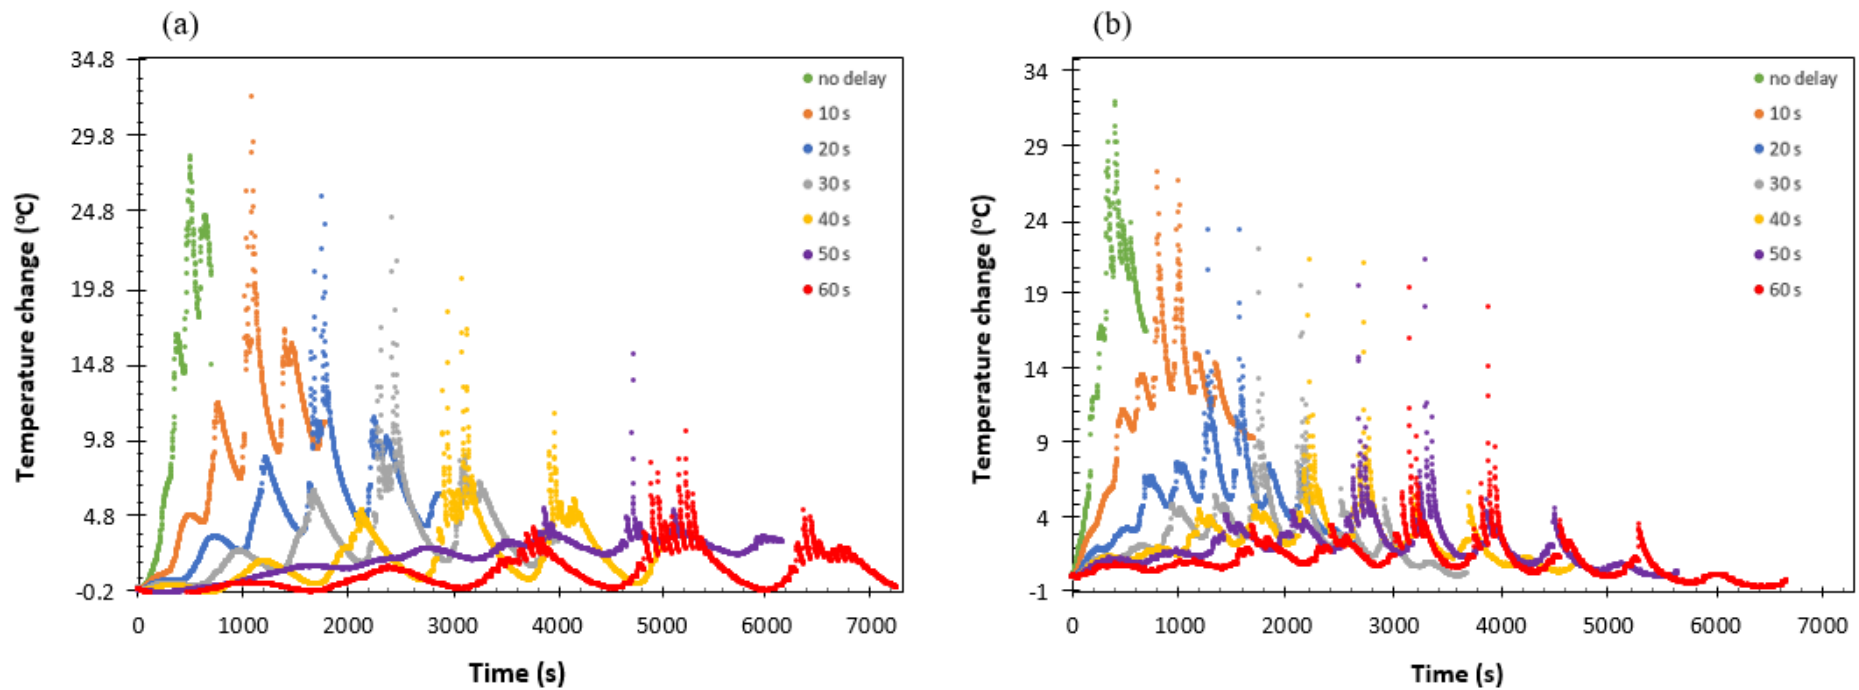 (a)
34.8
29.8
24.8
19.8
14.8
9.8
4.8
-0.2
0 1000 2000 3000 4000 5000 6000 7000
Temperature change (°C)
Time (s)
no delay
10 s
20 s
30 s
40 s
50 s
60 s
(b)
34
29
24
19
14
9
4
-1
0 1000 2000 3000 4000 5000 6000 7000
Temperature change (°C)
Time (s)
no delay
10 s
20 s
30 s
40 s
50 s
60 s